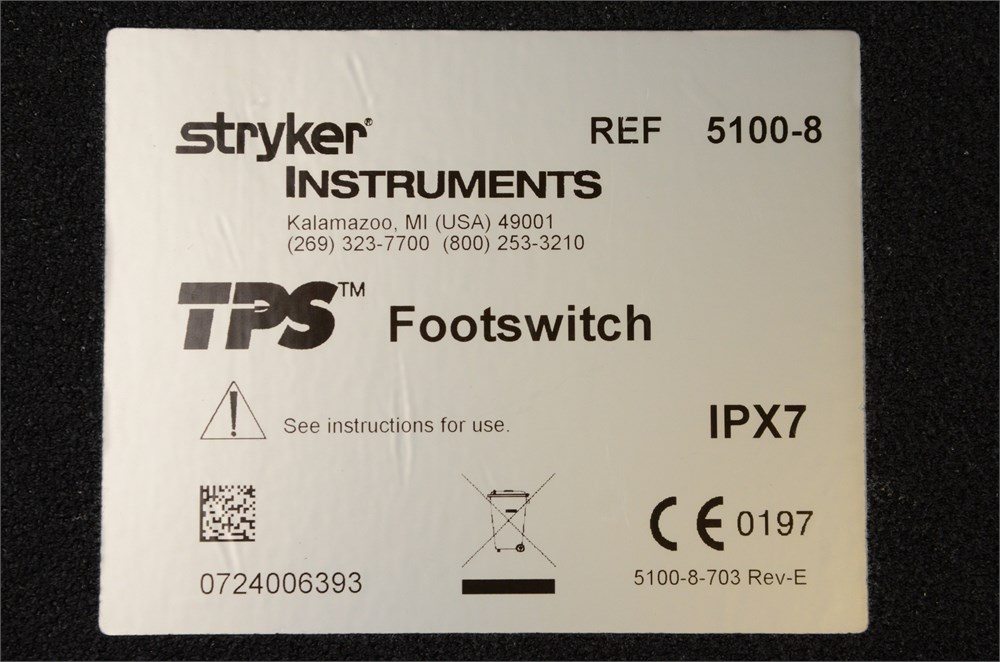 stryker®
REF 5100-8
INSTRUMENTS
Kalamazoo, MI (USA) 49001
(269) 323-7700 (800) 253-3210
TPS™ Footswitch
See instructions for use.
IPX7
CE 0197
0724006393
5100-8-703 Rev-E